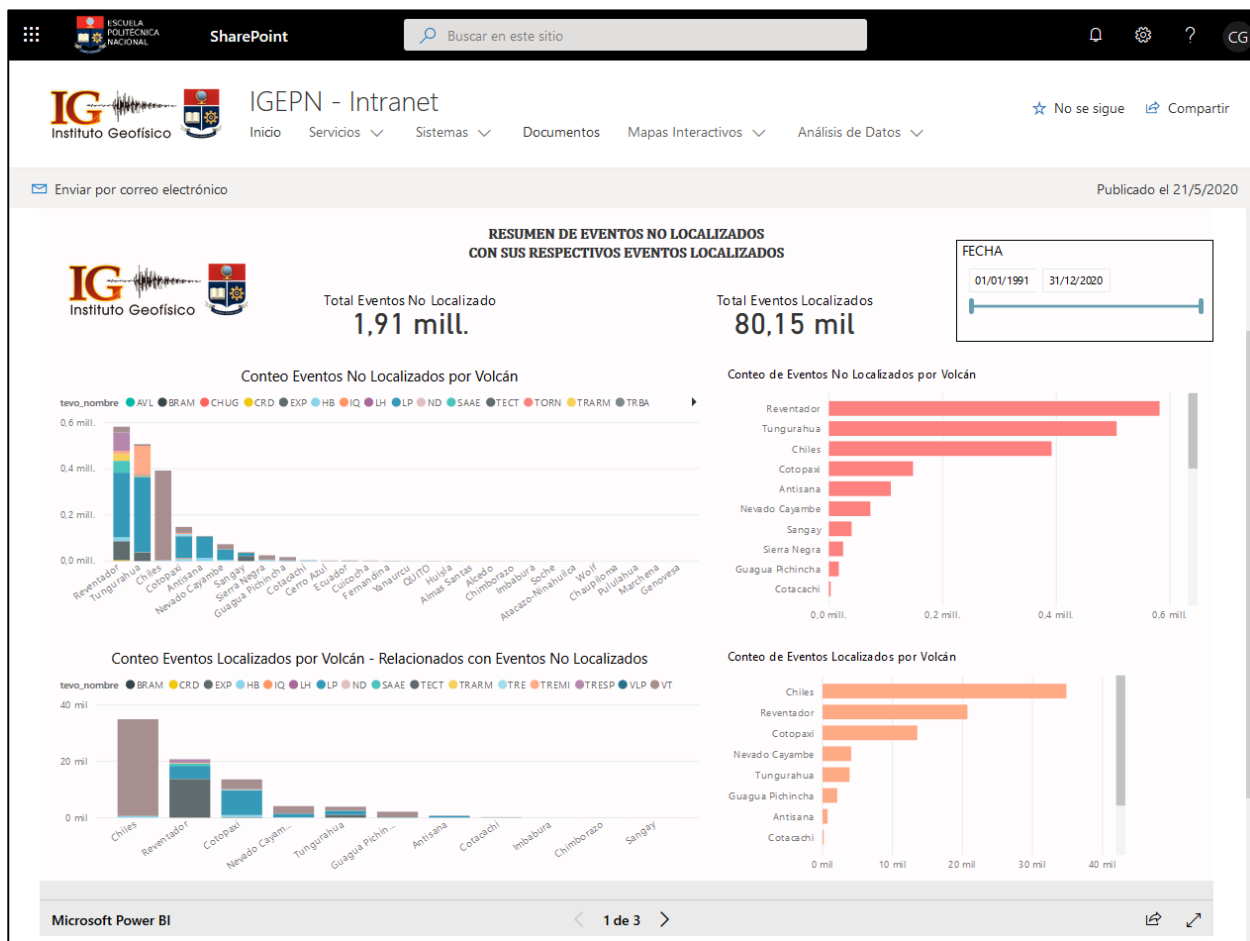 ESCUELA
POLITÉCNICA
NACIONAL
SharePoint
Buscar en este sitio
?
CG
IG
Instituto Geofísico
IGEPN - Intranet
Inicio Servicios Sistemas Documentos Mapas Interactivos Análisis de Datos
No se sigue Compartir
Enviar por correo electrónico
Publicado el 21/5/2020
IG
Instituto Geofísico
RESUMEN DE EVENTOS NO LOCALIZADOS
CON SUS RESPECTIVOS EVENTOS LOCALIZADOS
Total Eventos No Localizado
1,91 mill.
Total Eventos Localizados
80,15 mil
FECHA
01/01/1991 31/12/2020
Conteo Eventos No Localizados por Volcán
tevo_nombre AVL BRAM CHUG CRD EXP HB IQ LH LP ND SAAE TECT TORN TRARM TRBA
0,6 mill.
0,4 mill.
0,2 mill.
0,0 mill.
Reventador
Tungurahua
Chiles
Cotopaxi
Antisana
Nevado Cayambe
Sangay
Sierra Negra
Guagua Pichincha
Cotacachi
Cerro Azul
Ecuador
Cuicocha
Fernandina
Yanaurcu
QUITO
Huisla
Almas Santas
Alcedo
Chimborazo
Imbabura
Soche
Atacazo-Ninahuilca
Wolf
Chaupiloma
Pululahua
Marchena
Genovesa
Conteo de Eventos No Localizados por Volcán
Reventador
Tungurahua
Chiles
Cotopaxi
Antisana
Nevado Cayambe
Sangay
Sierra Negra
Guagua Pichincha
Cotacachi
0,0 mill. 0,2 mill. 0,4 mill. 0,6 mill.
Conteo Eventos Localizados por Volcán - Relacionados con Eventos No Localizados
tevo_nombre BRAM CRD EXP HB IQ LH LP ND SAAE TECT TRARM TRE TREMI TRESP VLP VT
40 mil
20 mil
0 mil
Chiles
Reventador
Cotopaxi
Nevado Cayam...
Tungurahua
Guagua Pichin...
Antisana
Cotacachi
Imbabura
Chimborazo
Sangay
Conteo de Eventos Localizados por Volcán
Chiles
Reventador
Cotopaxi
Nevado Cayambe
Tungurahua
Guagua Pichincha
Antisana
Cotacachi
0 mil 10 mil 20 mil 30 mil 40 mil
Microsoft Power BI
1 de 3